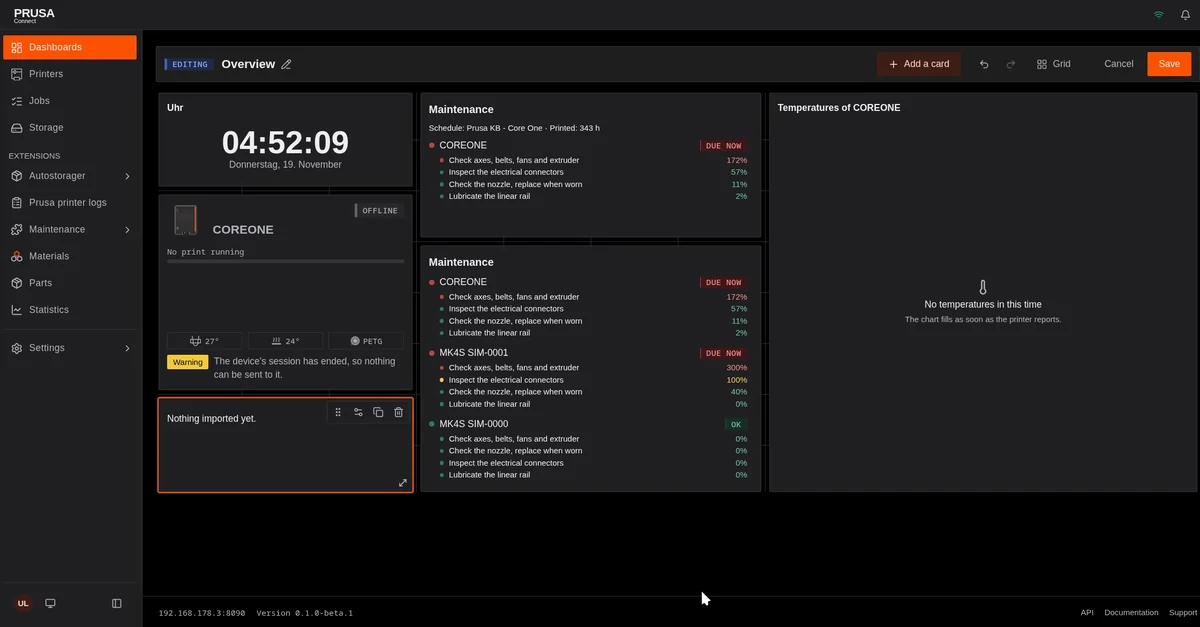 PRUSA
Connect
Dashboards
Printers
Jobs
Storage
EXTENSIONS
Autostorager
Prusa printer logs
Maintenance
Materials
Parts
Statistics
Settings
UL
EDITING
Overview
Add a card
Grid
Cancel
Save
Uhr
04:52:09
Donnerstag, 19. November
OFFLINE
COREONE
No print running
27°
24°
PETG
Warning
The device's session has ended, so nothing
can be sent to it.
Nothing imported yet.
Maintenance
Schedule: Prusa KB - Core One · Printed: 343 h
COREONE DUE NOW
Check axes, belts, fans and extruder 172%
Inspect the electrical connectors 57%
Check the nozzle, replace when worn 11%
Lubricate the linear rail 2%
Maintenance
COREONE DUE NOW
Check axes, belts, fans and extruder 172%
Inspect the electrical connectors 57%
Check the nozzle, replace when worn 11%
Lubricate the linear rail 2%
MK4S SIM-0001 DUE NOW
Check axes, belts, fans and extruder 300%
Inspect the electrical connectors 100%
Check the nozzle, replace when worn 40%
Lubricate the linear rail 0%
MK4S SIM-0000 OK
Check axes, belts, fans and extruder 0%
Check the nozzle, replace when worn 0%
Inspect the electrical connectors 0%
Lubricate the linear rail 0%
Temperatures of COREONE
No temperatures in this time
The chart fills as soon as the printer reports.
192.168.178.3:8090 Version 0.1.0-beta.1
API Documentation Support